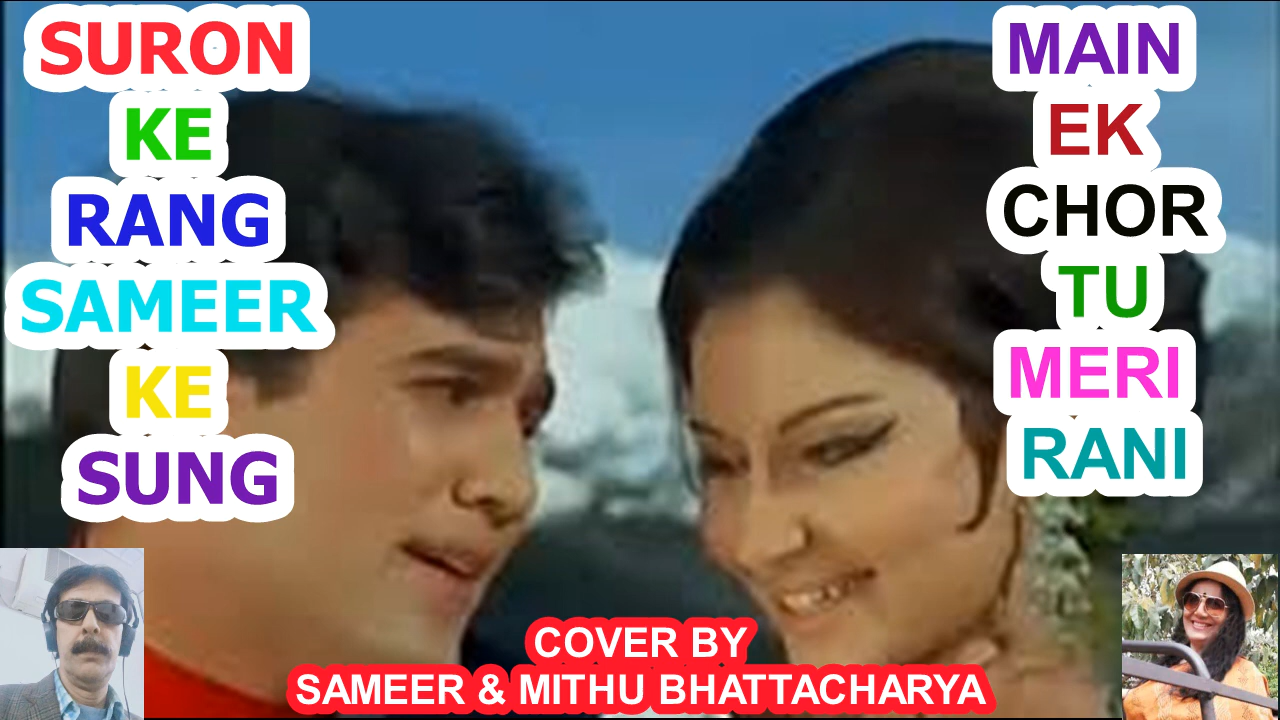 SURON
KE
RANG
SAMEER
KE
SUNG
MAIN
EK
CHOR
TU
MERI
RANI
COVER BY
SAMEER & MITHU BHATTACHARYA